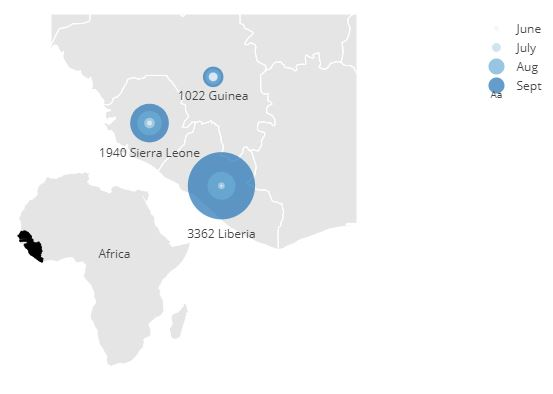 June
July
Aug
Sept
Aa
1022 Guinea
1940 Sierra Leone
3362 Liberia
Africa